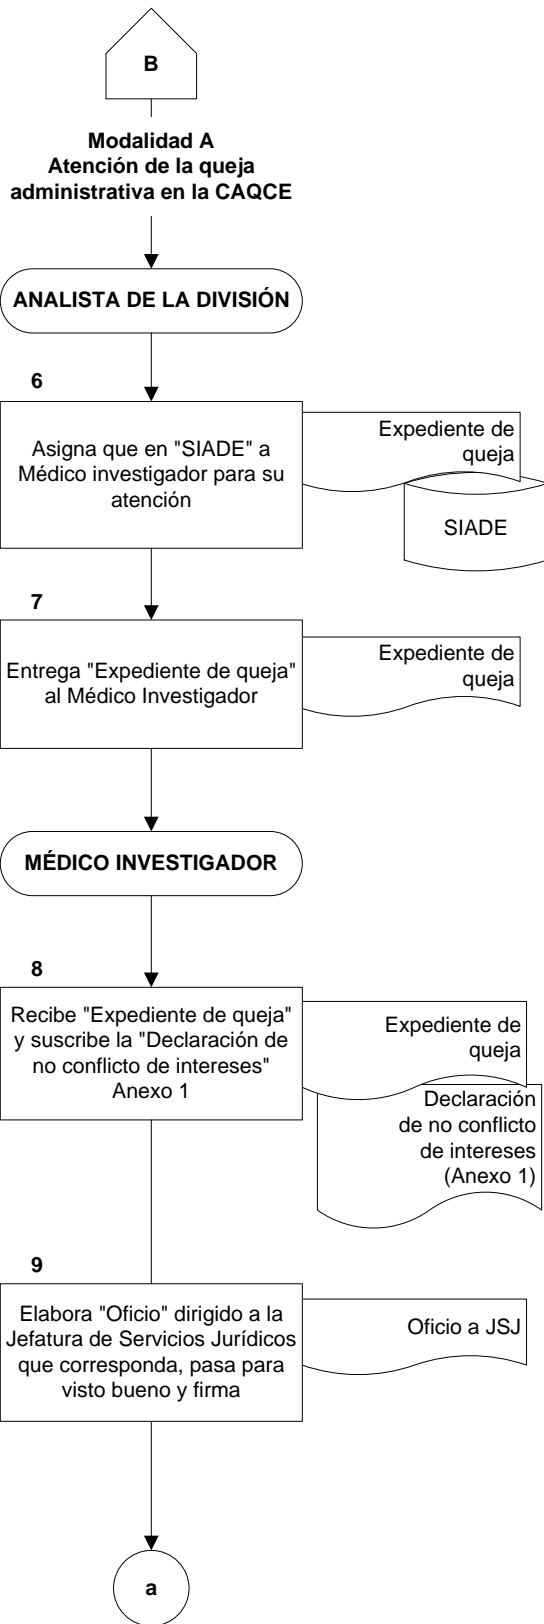 B
Modalidad A
Atención de la queja
administrativa en la CAQCE
ANALISTA DE LA DIVISIÓN
6
Asigna que en "SIADE" a
Médico investigador para su
atención
Expediente de
queja
SIADE
7
Entrega "Expediente de queja"
al Médico Investigador
Expediente de
queja
MÉDICO INVESTIGADOR
8
Recibe "Expediente de queja"
y suscribe la "Declaración de
no conflicto de intereses"
Anexo 1
Expediente de
queja
Declaración
de no conflicto
de intereses
(Anexo 1)
9
Elabora "Oficio" dirigido a la
Jefatura de Servicios Jurídicos
que corresponda, pasa para
visto bueno y firma
Oficio a JSJ
a